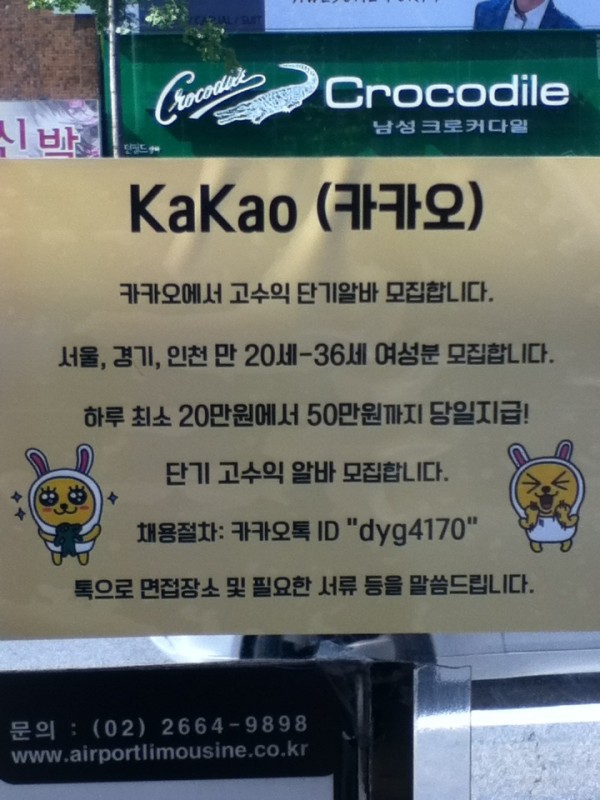 Crocodile
Crocodile
남성크로커다일
신박
KaKao (카카오)
카카오에서 고수익 단기알바 모집합니다.
서울, 경기, 인천 만 20세-36세 여성분 모집합니다.
하루 최소 20만원에서 50만원까지 당일지급!
단기 고수익 알바 모집합니다.
채용절차: 카카오톡 ID "dyg4170"
톡으로 면접장소 및 필요한 서류 등을 말씀드립니다.
문의 : (02) 2664-9898
www.airportlimousine.co.kr